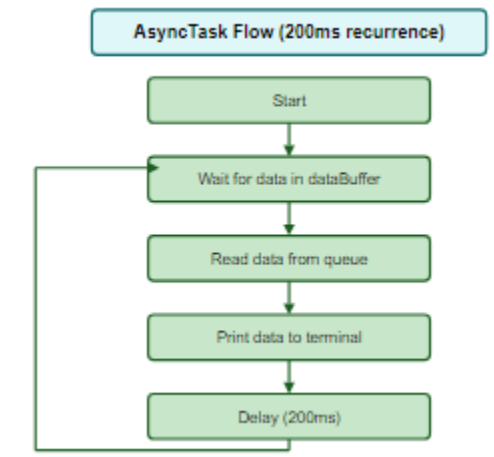 AsyncTask Flow (200ms recurrence)
Start
Wait for data in dataBuffer
Read data from queue
Print data to terminal
Delay (200ms)